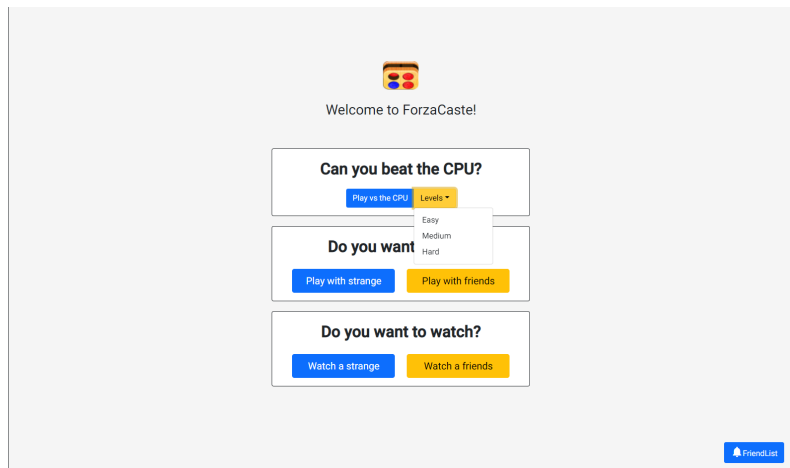 Welcome to ForzaCaste!
Can you beat the CPU?
Play vs the CPU Levels
Easy
Medium
Hard
Do you want
Play with strange Play with friends
Do you want to watch?
Watch a strange Watch a friends
FriendList